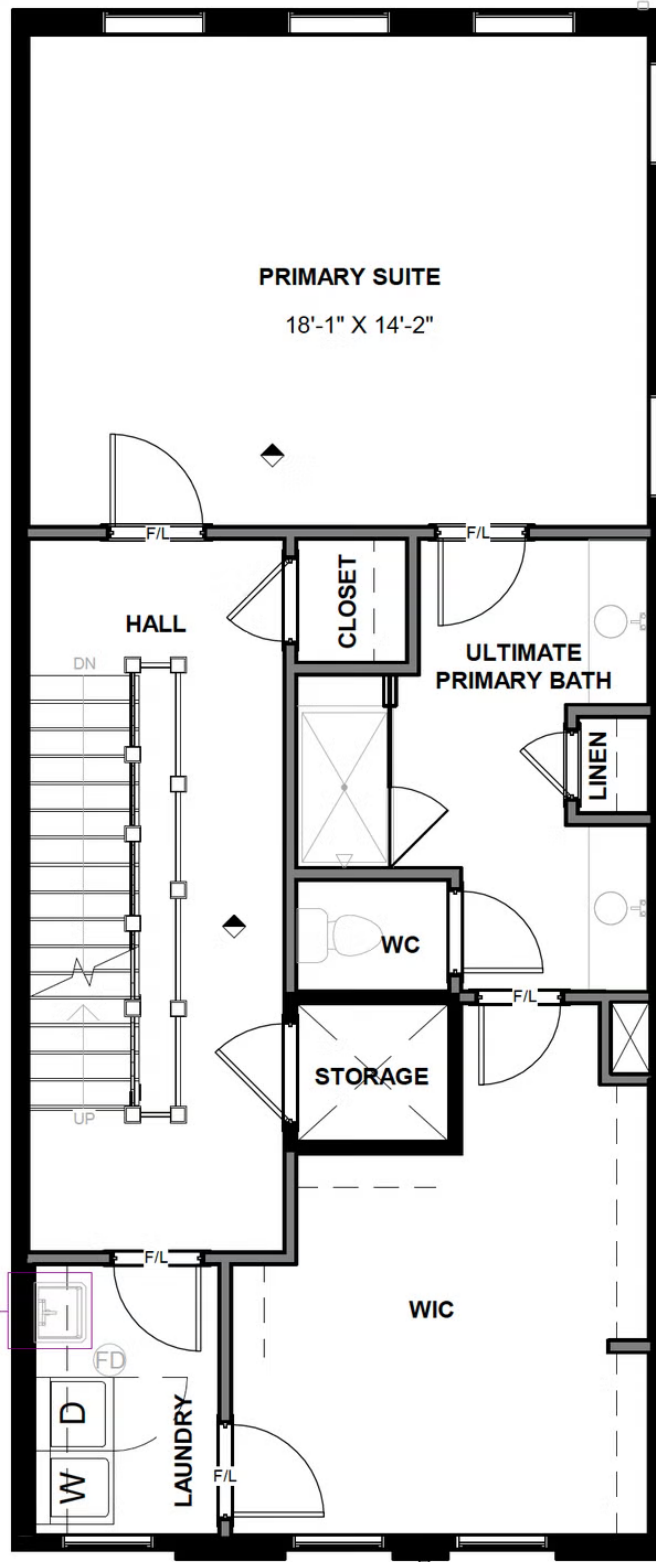 PRIMARY SUITE
18'-1" X 14'-2"
F/L
F/L
CLOSET
HALL
ULTIMATE
PRIMARY BATH
DN
LINEN
WC
F/L
STORAGE
UP
F/L
WIC
FD
D
LAUNDRY
W
F/L